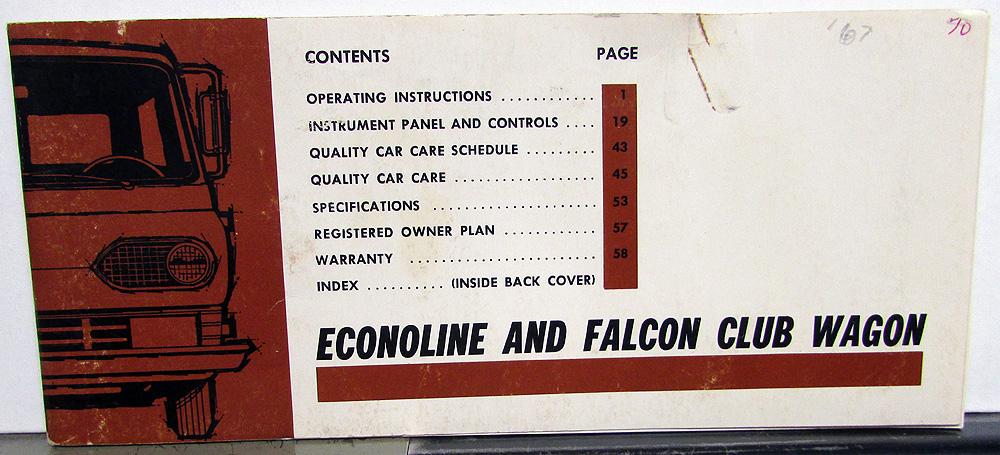 '67
70
CONTENTS PAGE
OPERATING INSTRUCTIONS ............ 1
INSTRUMENT PANEL AND CONTROLS .... 19
QUALITY CAR CARE SCHEDULE ......... 43
QUALITY CAR CARE .................. 45
SPECIFICATIONS ..................... 53
REGISTERED OWNER PLAN ............ 57
WARRANTY ........................ 58
INDEX .......... (INSIDE BACK COVER)
ECONOLINE AND FALCON CLUB WAGON